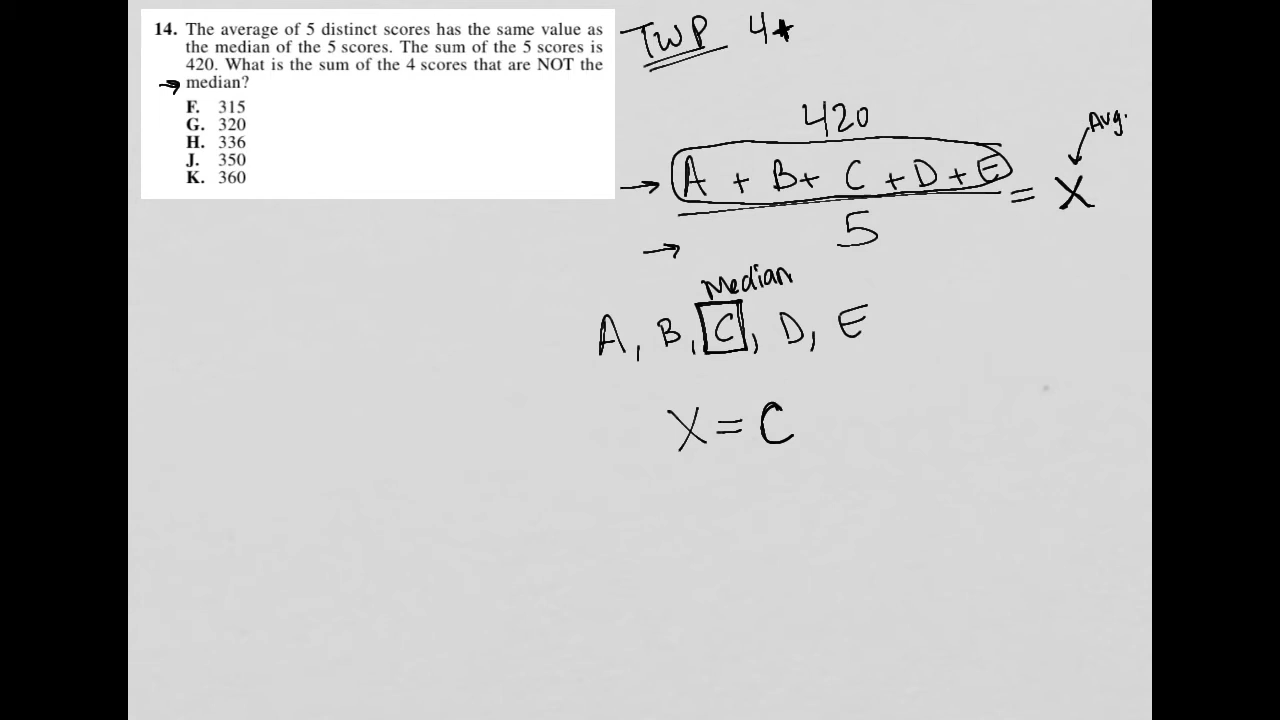 14. The average of 5 distinct scores has the same value as
the median of the 5 scores. The sum of the 5 scores is
420. What is the sum of the 4 scores that are NOT the
median?
F. 315
G. 320
H. 336
J. 350
K. 360
TWP 4★
420
A + B + C + D + E
5
= X
Avg.
Median
A, B, C, D, E
X = C